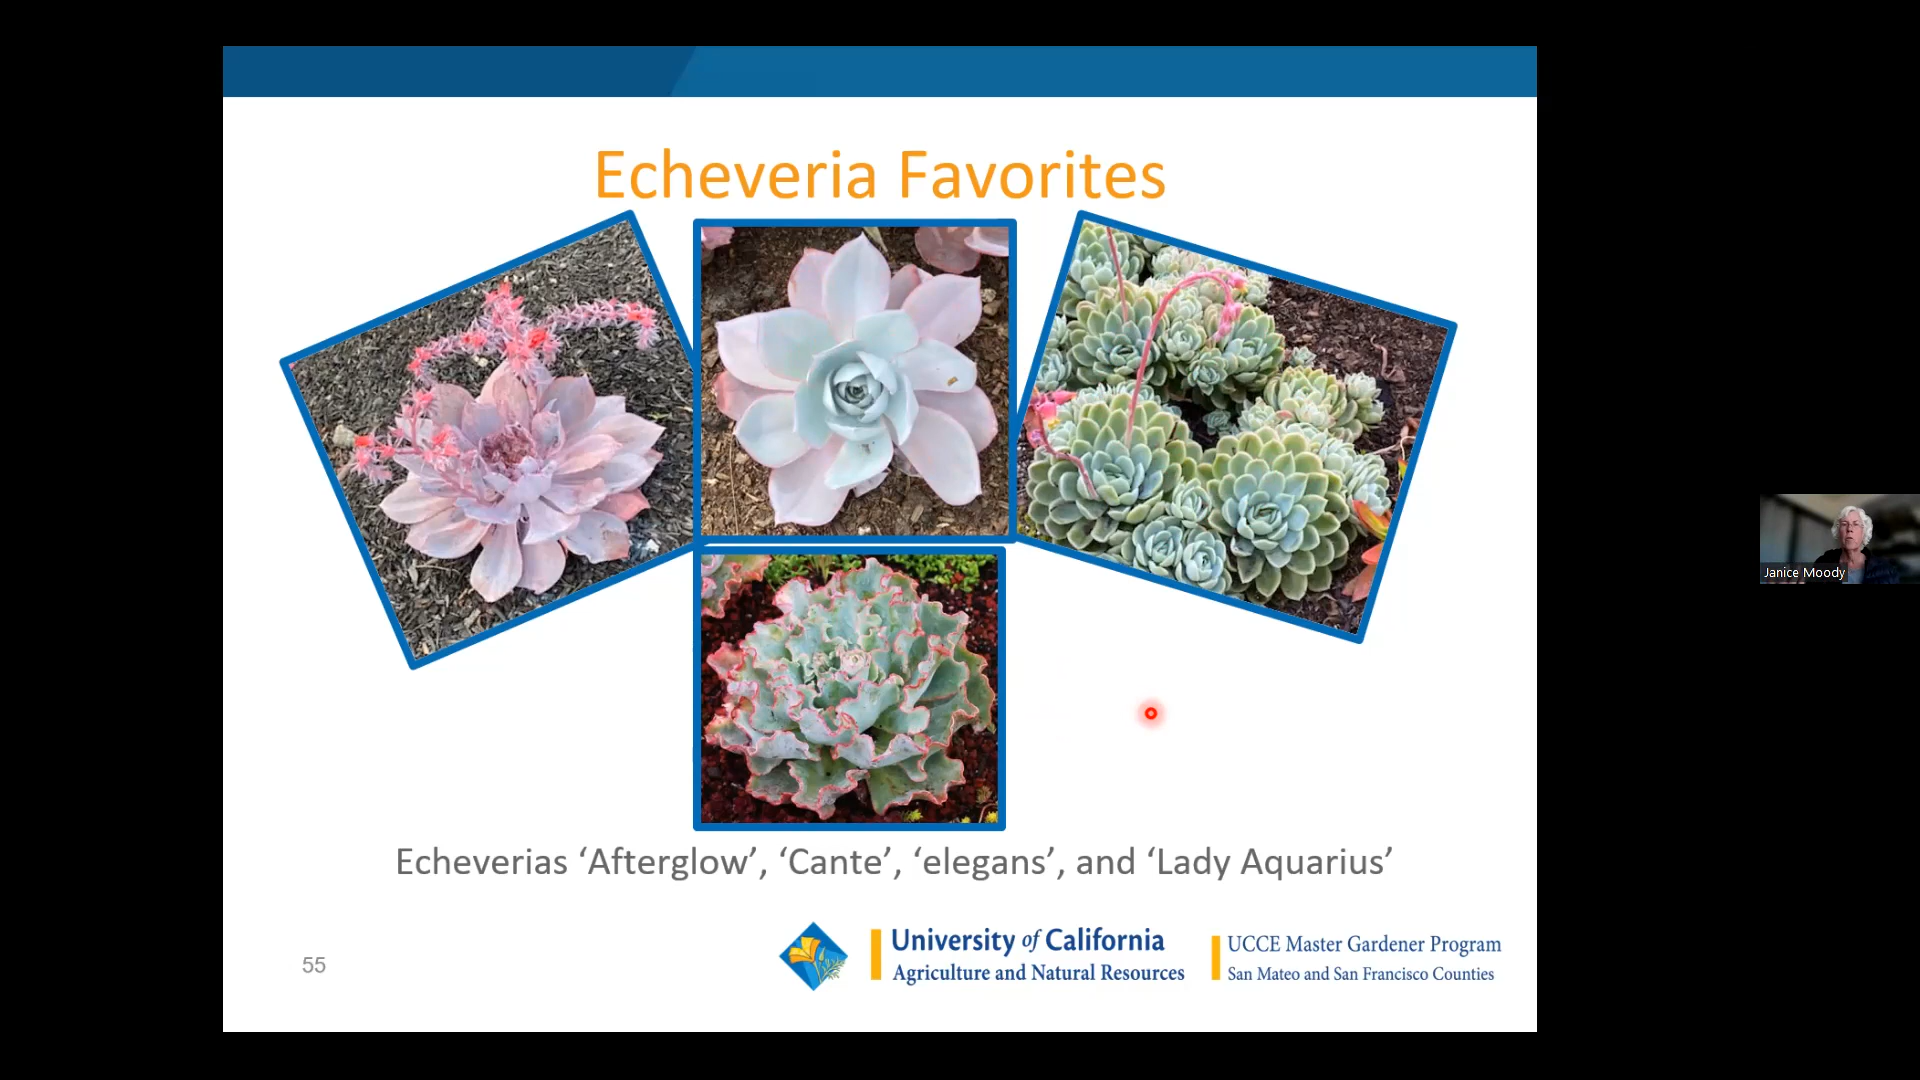 Echeveria Favorites
Echeverias ‘Afterglow’, ‘Cante’, ‘elegans’, and ‘Lady Aquarius’
55
University of California
Agriculture and Natural Resources
UCCE Master Gardener Program
San Mateo and San Francisco Counties
Janice Moody